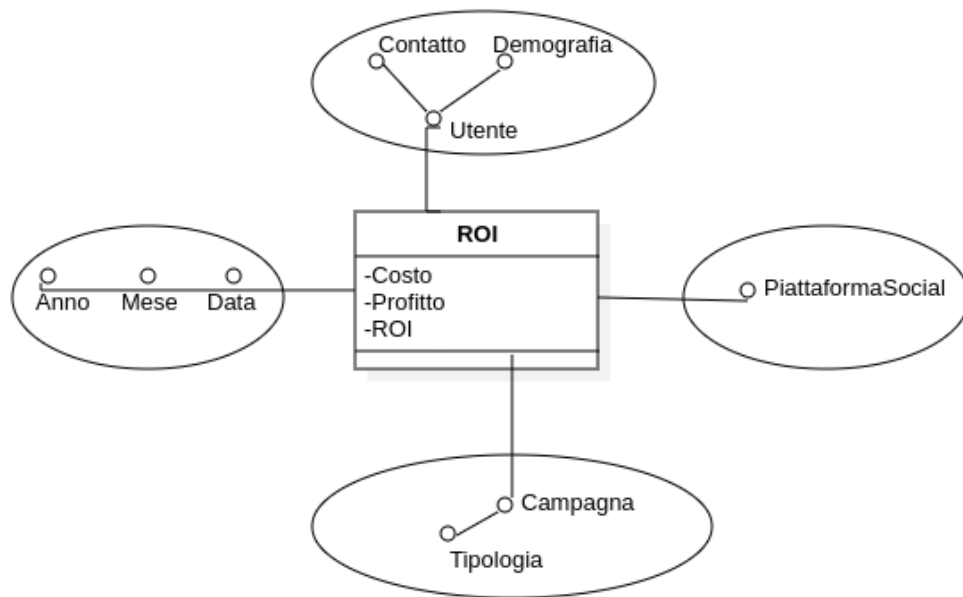 Contatto
Demografia
Utente
ROI
-Costo
-Profitto
-ROI
Anno
Mese
Data
PiattaformaSocial
Campagna
Tipologia